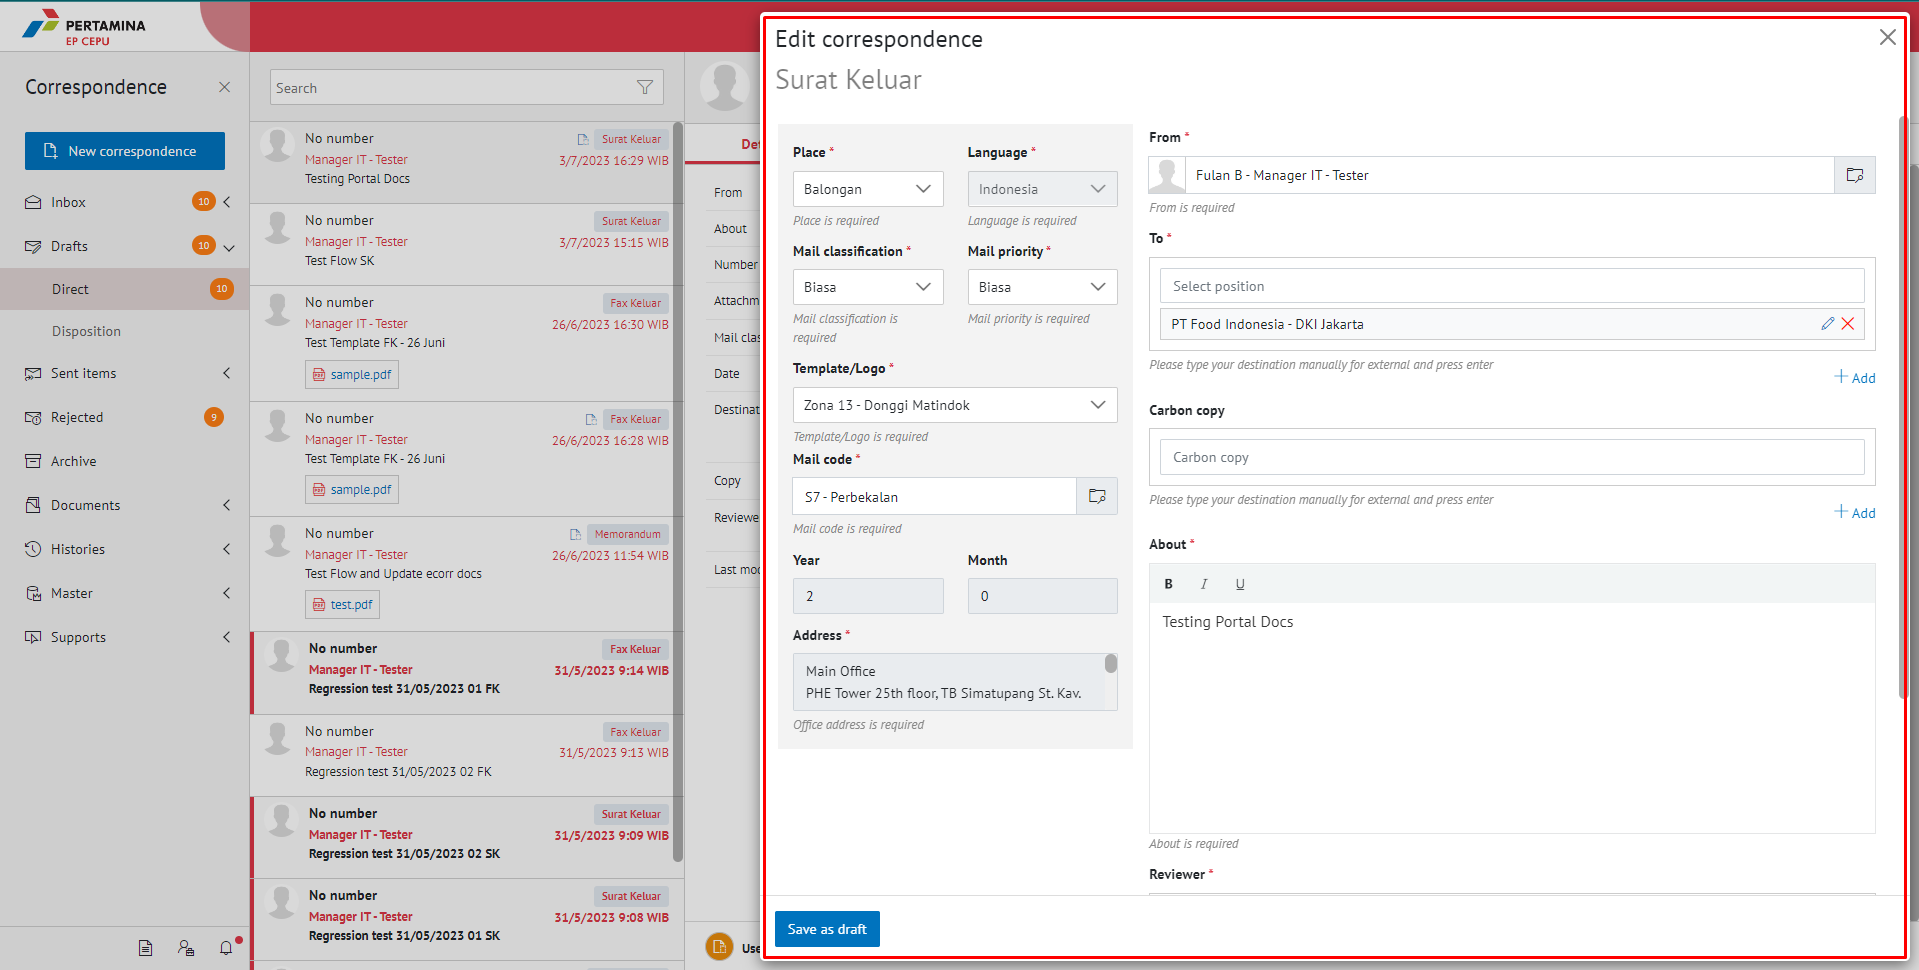 PERTAMINA
EP CEPU
Correspondence
New correspondence
Inbox 10
Drafts 10
Direct 10
Disposition
Sent items
Rejected 9
Archive
Documents
Histories
Master
Supports
Search
No number Surat Keluar
Manager IT - Tester 3/7/2023 16:29 WIB
Testing Portal Docs
No number Surat Keluar
Manager IT - Tester 3/7/2023 15:15 WIB
Test Flow SK
No number Fax Keluar
Manager IT - Tester 26/6/2023 16:30 WIB
Test Template FK - 26 Juni
sample.pdf
No number Fax Keluar
Manager IT - Tester 26/6/2023 16:28 WIB
Test Template FK - 26 Juni
sample.pdf
No number Memorandum
Manager IT - Tester 26/6/2023 11:54 WIB
Test Flow and Update ecorr docs
test.pdf
No number Fax Keluar
Manager IT - Tester 31/5/2023 9:14 WIB
Regression test 31/05/2023 01 FK
No number Fax Keluar
Manager IT - Tester 31/5/2023 9:13 WIB
Regression test 31/05/2023 02 FK
No number Surat Keluar
Manager IT - Tester 31/5/2023 9:09 WIB
Regression test 31/05/2023 02 SK
No number Surat Keluar
Manager IT - Tester 31/5/2023 9:08 WIB
Regression test 31/05/2023 01 SK
Det
From
About
Number
Attachm
Mail clas
Date
Destinat
Copy
Reviewe
Last mod
Use
Edit correspondence
Surat Keluar
Place * Language *
Balongan Indonesia
Place is required Language is required
Mail classification * Mail priority *
Biasa Biasa
Mail classification is Mail priority is required
required
Template/Logo *
Zona 13 - Donggi Matindok
Template/Logo is required
Mail code *
S7 - Perbekalan
Mail code is required
Year Month
2 0
Address *
Main Office
PHE Tower 25th floor, TB Simatupang St. Kav.
Office address is required
From *
Fulan B - Manager IT - Tester
From is required
To *
Select position
PT Food Indonesia - DKI Jakarta
Please type your destination manually for external and press enter
+ Add
Carbon copy
Carbon copy
Please type your destination manually for external and press enter
+ Add
About *
B I U
Testing Portal Docs
About is required
Reviewer *
Save as draft